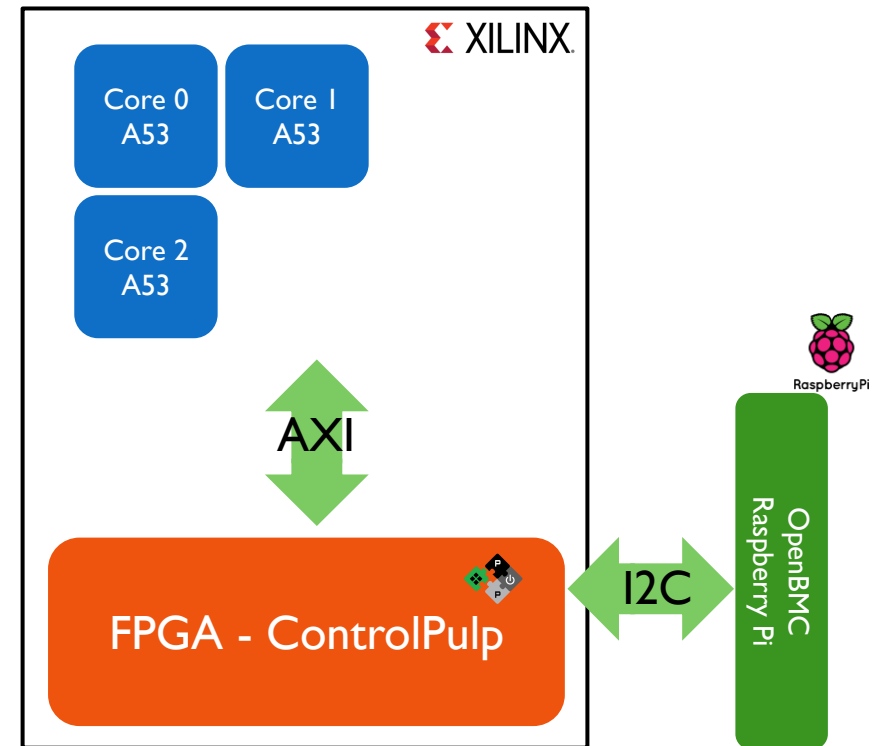 XILINX.
Core 0
A53
Core 1
A53
Core 2
A53
AXI
P
P
FPGA - ControlPulp
I2C
RaspberryPi
OpenBMC
Raspberry Pi